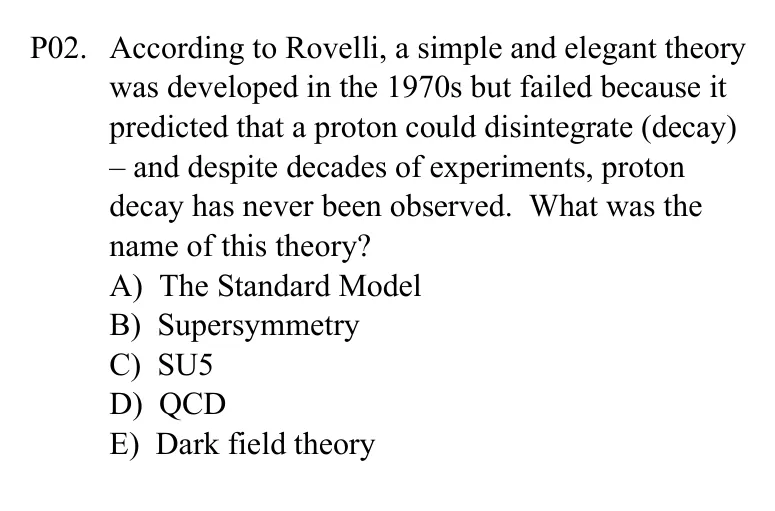 P02. According to Rovelli, a simple and elegant theory
was developed in the 1970s but failed because it
predicted that a proton could disintegrate (decay)
– and despite decades of experiments, proton
decay has never been observed. What was the
name of this theory?
A) The Standard Model
B) Supersymmetry
C) SU5
D) QCD
E) Dark field theory